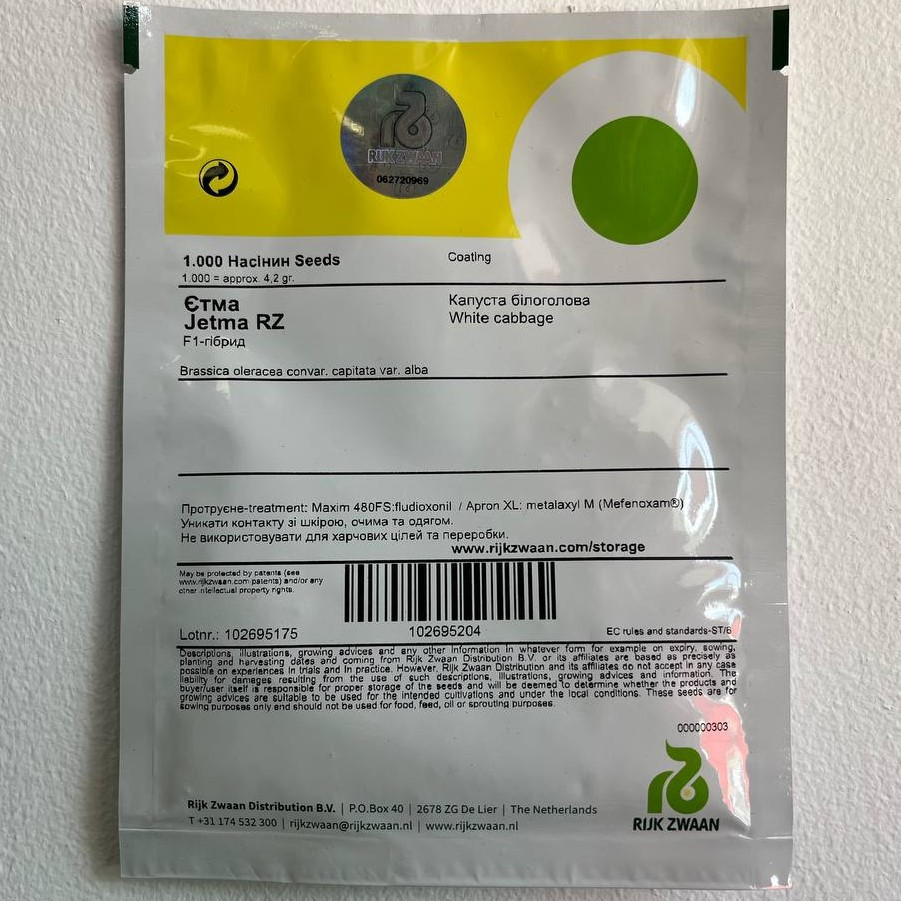 RIJK ZWAAN
062720969
1.000 Насінин Seeds
Coating
1.000 = approx. 4,2 gr.
Єтма
Капуста білоголова
Jetma RZ
White cabbage
F1-гібрид
Brassica oleracea convar. capitata var. alba
Протруєне-treatment: Maxim 480FS:fludioxonil / Apron XL: metalaxyl M (Mefenoxam®)
Уникати контакту зі шкірою, очима та одягом.
Не використовувати для харчових цілей та переробки.
www.rijkzwaan.com/storage
May be protected by patents (see
www.rijkzwaan.com patents) and/or any
other intellectual property rights.
Lotnr.: 102695175
102695204
EC rules and standards-ST/6
Descriptions, illustrations, growing advices and any other information in whatever form for example on expiry, sowing,
planting and harvesting dates and coming from Rijk Zwaan Distribution B.V. or its affiliates are based as precisely as
possible on experiences in trials and in practice. However, Rijk Zwaan Distribution and its affiliates do not accept in any case
liability for damages resulting from the use of such descriptions, illustrations, growing advices and information. The
buyer/user itself is responsible for proper storage of the seeds and will be deemed to determine whether the products and
growing advices are suitable to be used for the intended cultivations and under the local conditions. These seeds are for
sowing purposes only and should not be used for food, feed, oil or sprouting purposes.
000000303
Rijk Zwaan Distribution B.V. | P.O.Box 40 | 2678 ZG De Lier | The Netherlands
T +31 174 532 300 | rijkzwaan@rijkzwaan.nl | www.rijkzwaan.nl
RIJK ZWAAN